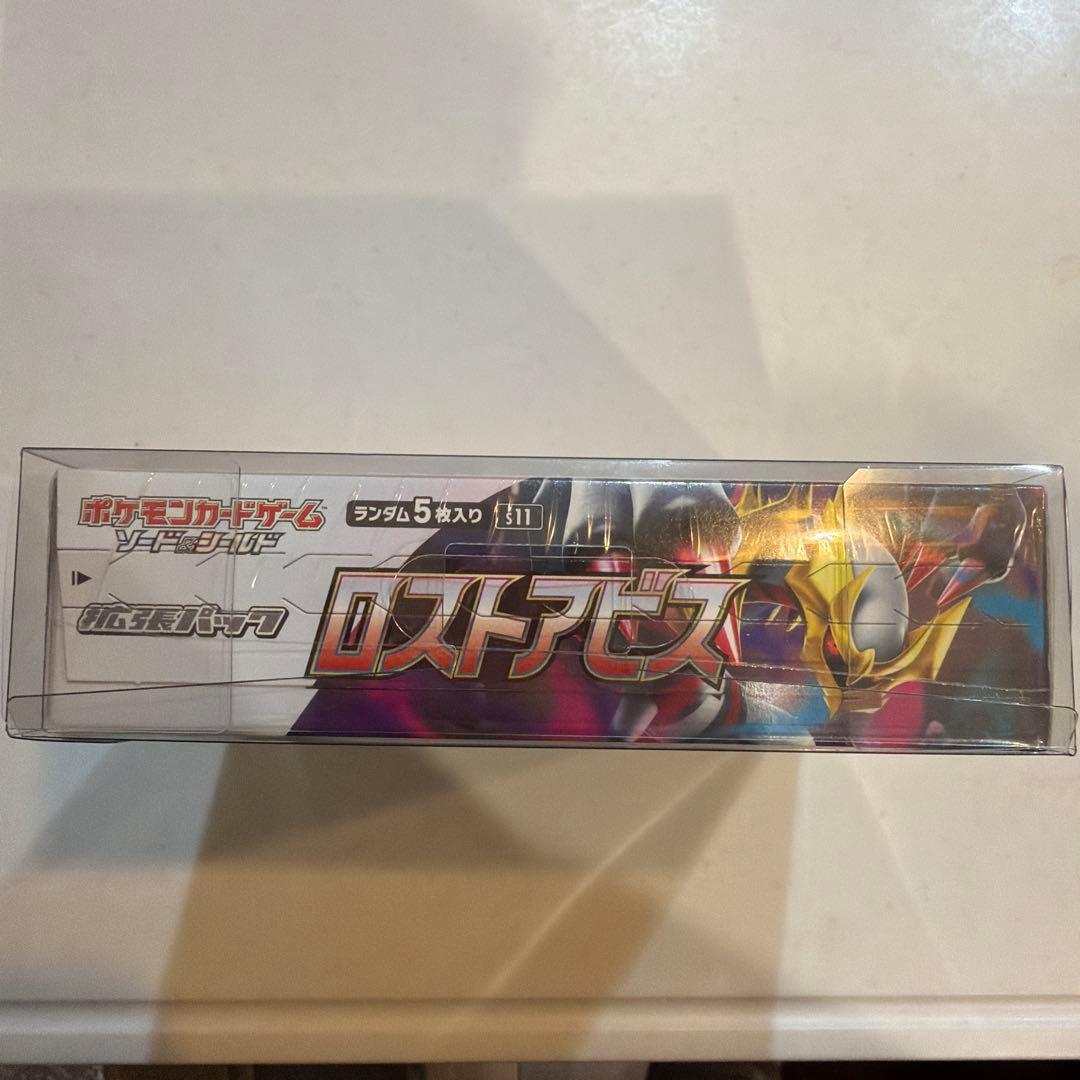 ポケモンカードゲーム
ソード&シールド
ランダム5枚入り S11
拡張パック
ロストアビス